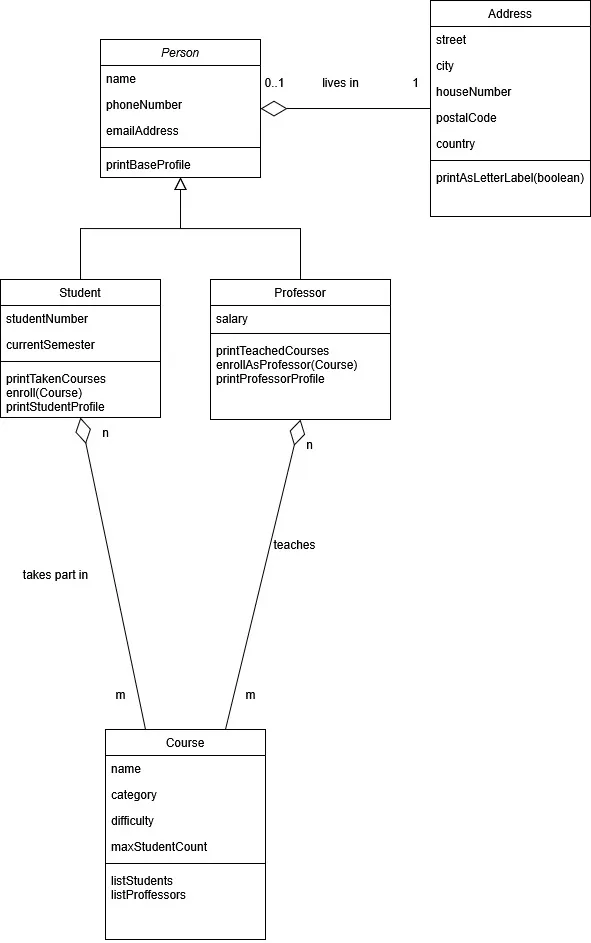 Address
street
city
houseNumber
postalCode
country
printAsLetterLabel(boolean)
Person
name
phoneNumber
emailAddress
printBaseProfile
0..1 lives in 1
Student
studentNumber
currentSemester
printTakenCourses
enroll(Course)
printStudentProfile
Professor
salary
printTeachedCourses
enrollAsProfessor(Course)
printProfessorProfile
n
n
teaches
takes part in
m
m
Course
name
category
difficulty
maxStudentCount
listStudents
listProffessors